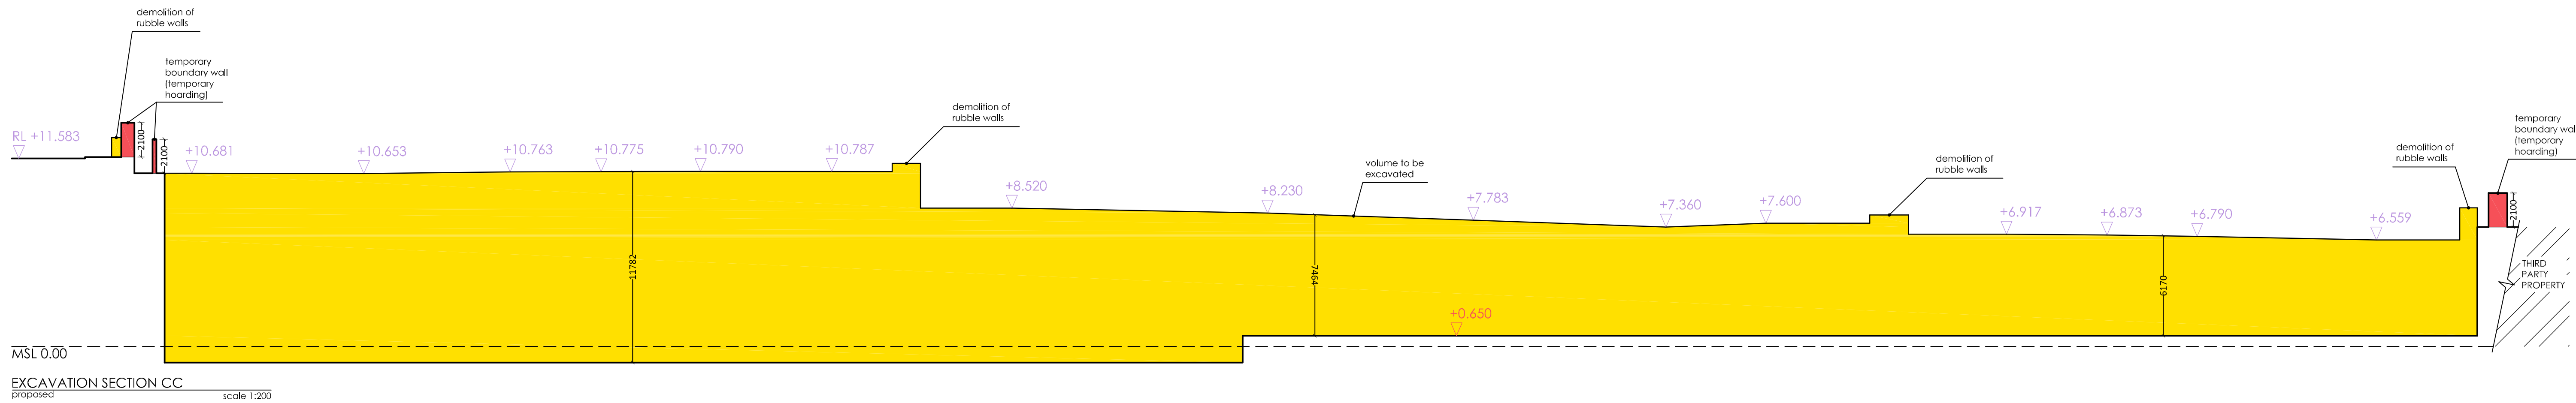 demolition of
rubble walls
temporary
boundary wall
(temporary
hoarding)
RL +11.583
2100
2100
+10.681
+10.653
+10.763
+10.775
+10.790
+10.787
demolition of
rubble walls
+8.520
+8.230
volume to be
excavated
+7.783
+7.360
+7.600
demolition of
rubble walls
+6.917
+6.873
+6.790
+6.559
demolition of
rubble walls
temporary
boundary wall
(temporary
hoarding)
2100
11782
7464
6170
THIRD
PARTY
PROPERTY
+0.650
MSL 0.00
EXCAVATION SECTION CC
proposed scale 1:200